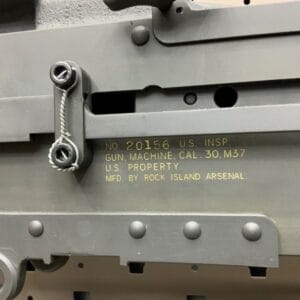 NO. 20156 U.S. INSP.
GUN, MACHINE, CAL. 30, M37
U.S. PROPERTY
MFD. BY ROCK ISLAND ARSENAL.